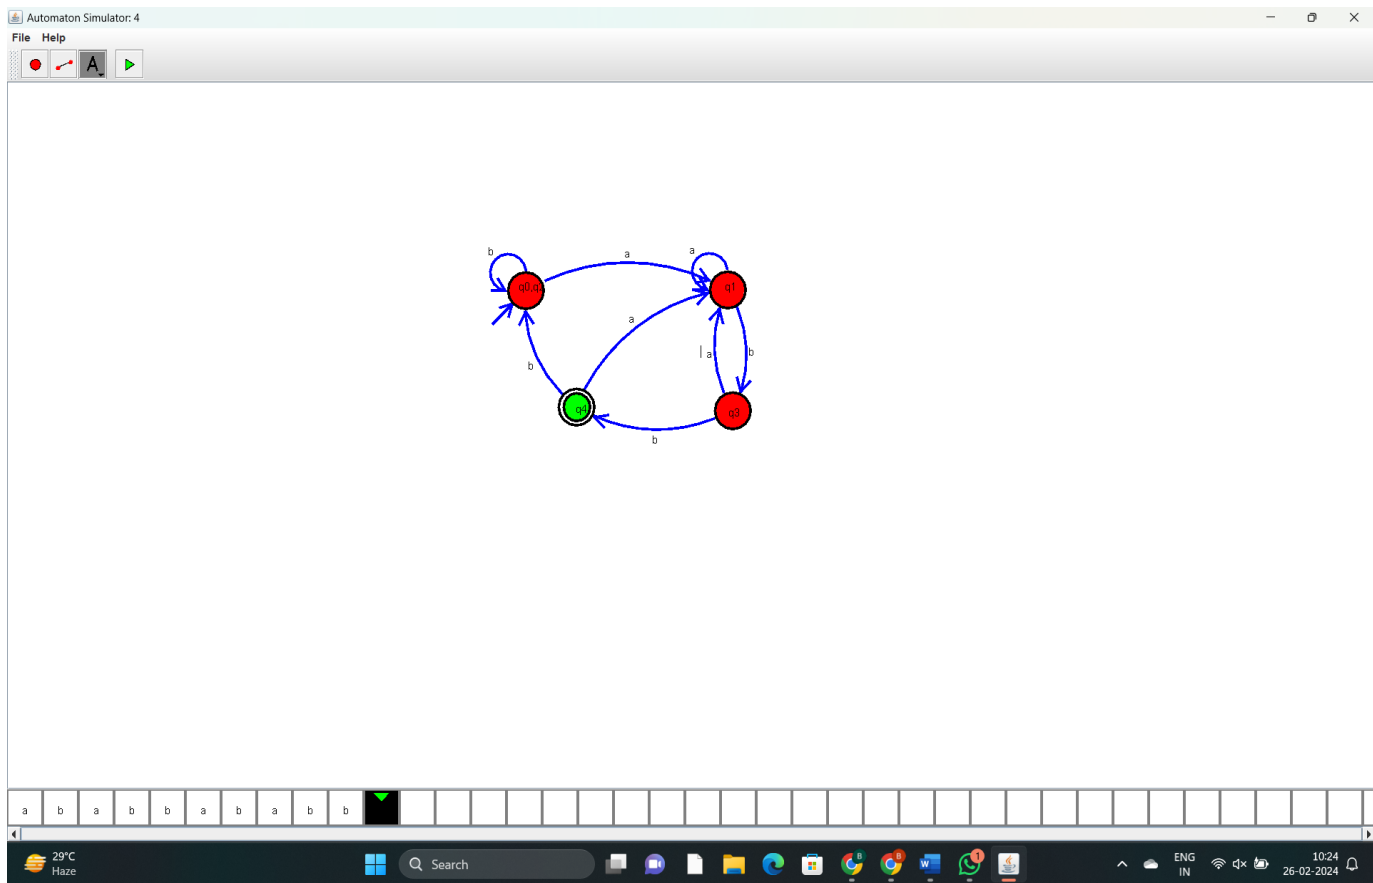 Automaton Simulator: 4
File Help
A
b
a
a
q1
a
b
a
b
q4
q3
b
a b a b b a b a b b
29°C
Haze
Search
ENG
IN
10:24
26-02-2024